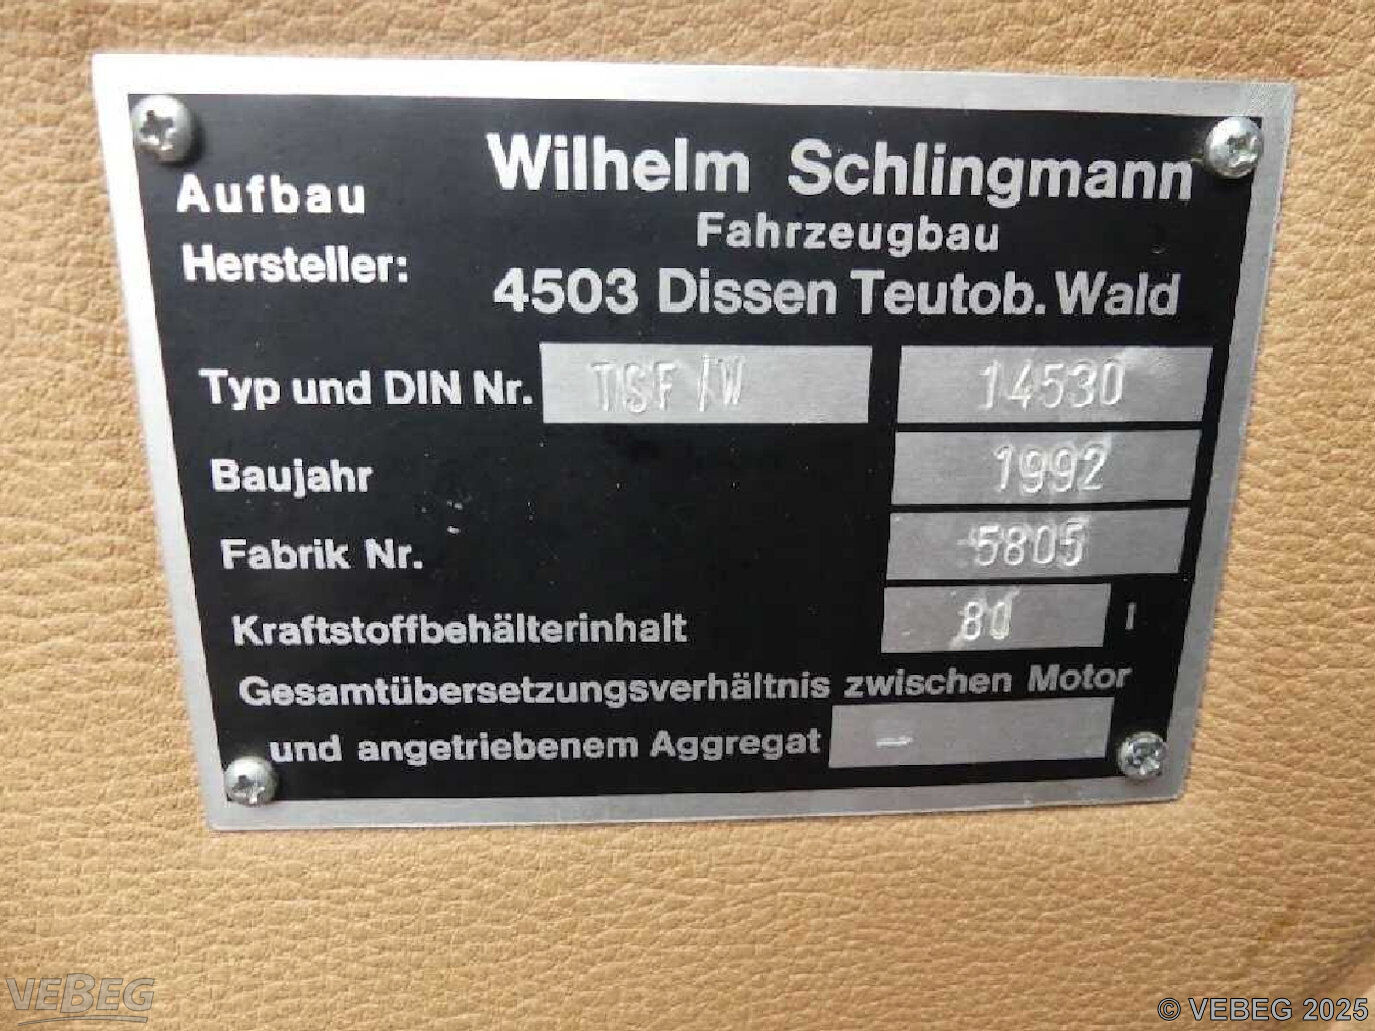 Wilhelm Schlingmann
Aufbau Fahrzeugbau
Hersteller: 4503 Dissen Teutob. Wald
Typ und DIN Nr. TSF/W 14530
Baujahr 1992
Fabrik Nr. 5805
Kraftstoffbehälterinhalt 80 l
Gesamtübersetzungsverhältnis zwischen Motor
und angetriebenem Aggregat –
VEBEG
© VEBEG 2025